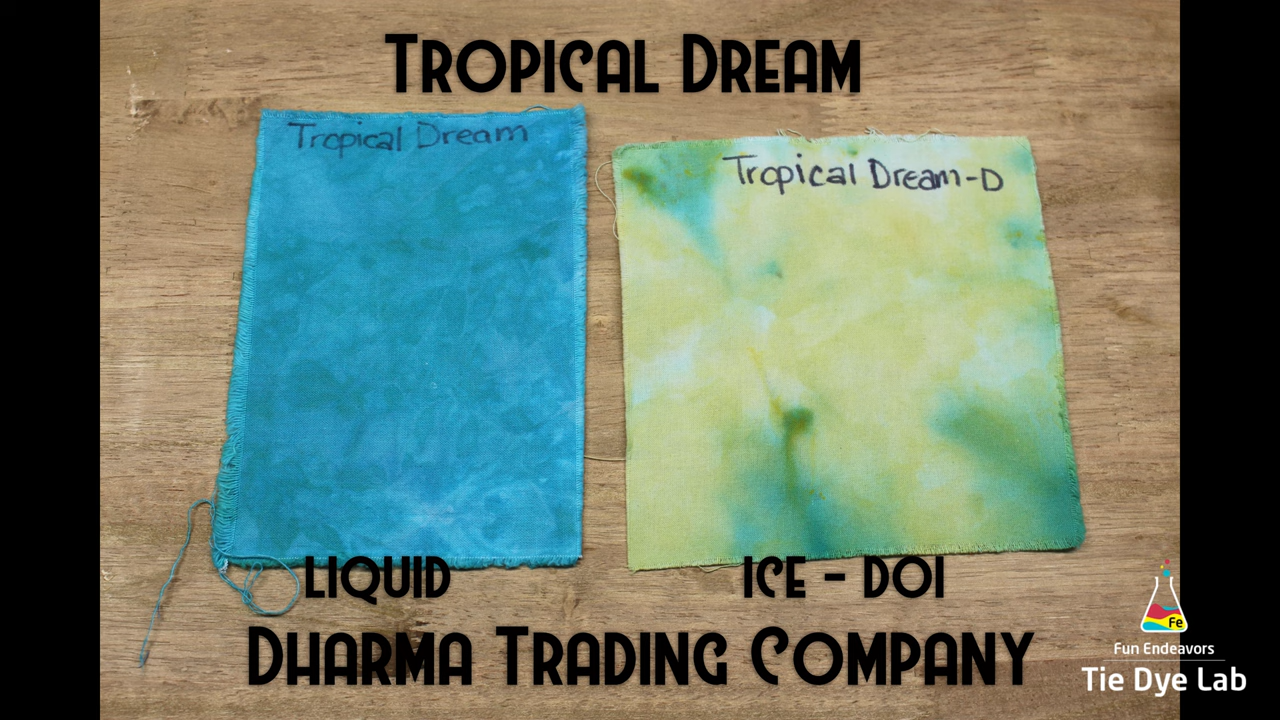 Tropical Dream
Tropical Dream
Tropical Dream-D
LIQUID
ICE - DOI
Dharma Trading Company
Fe
Fun Endeavors
Tie Dye Lab